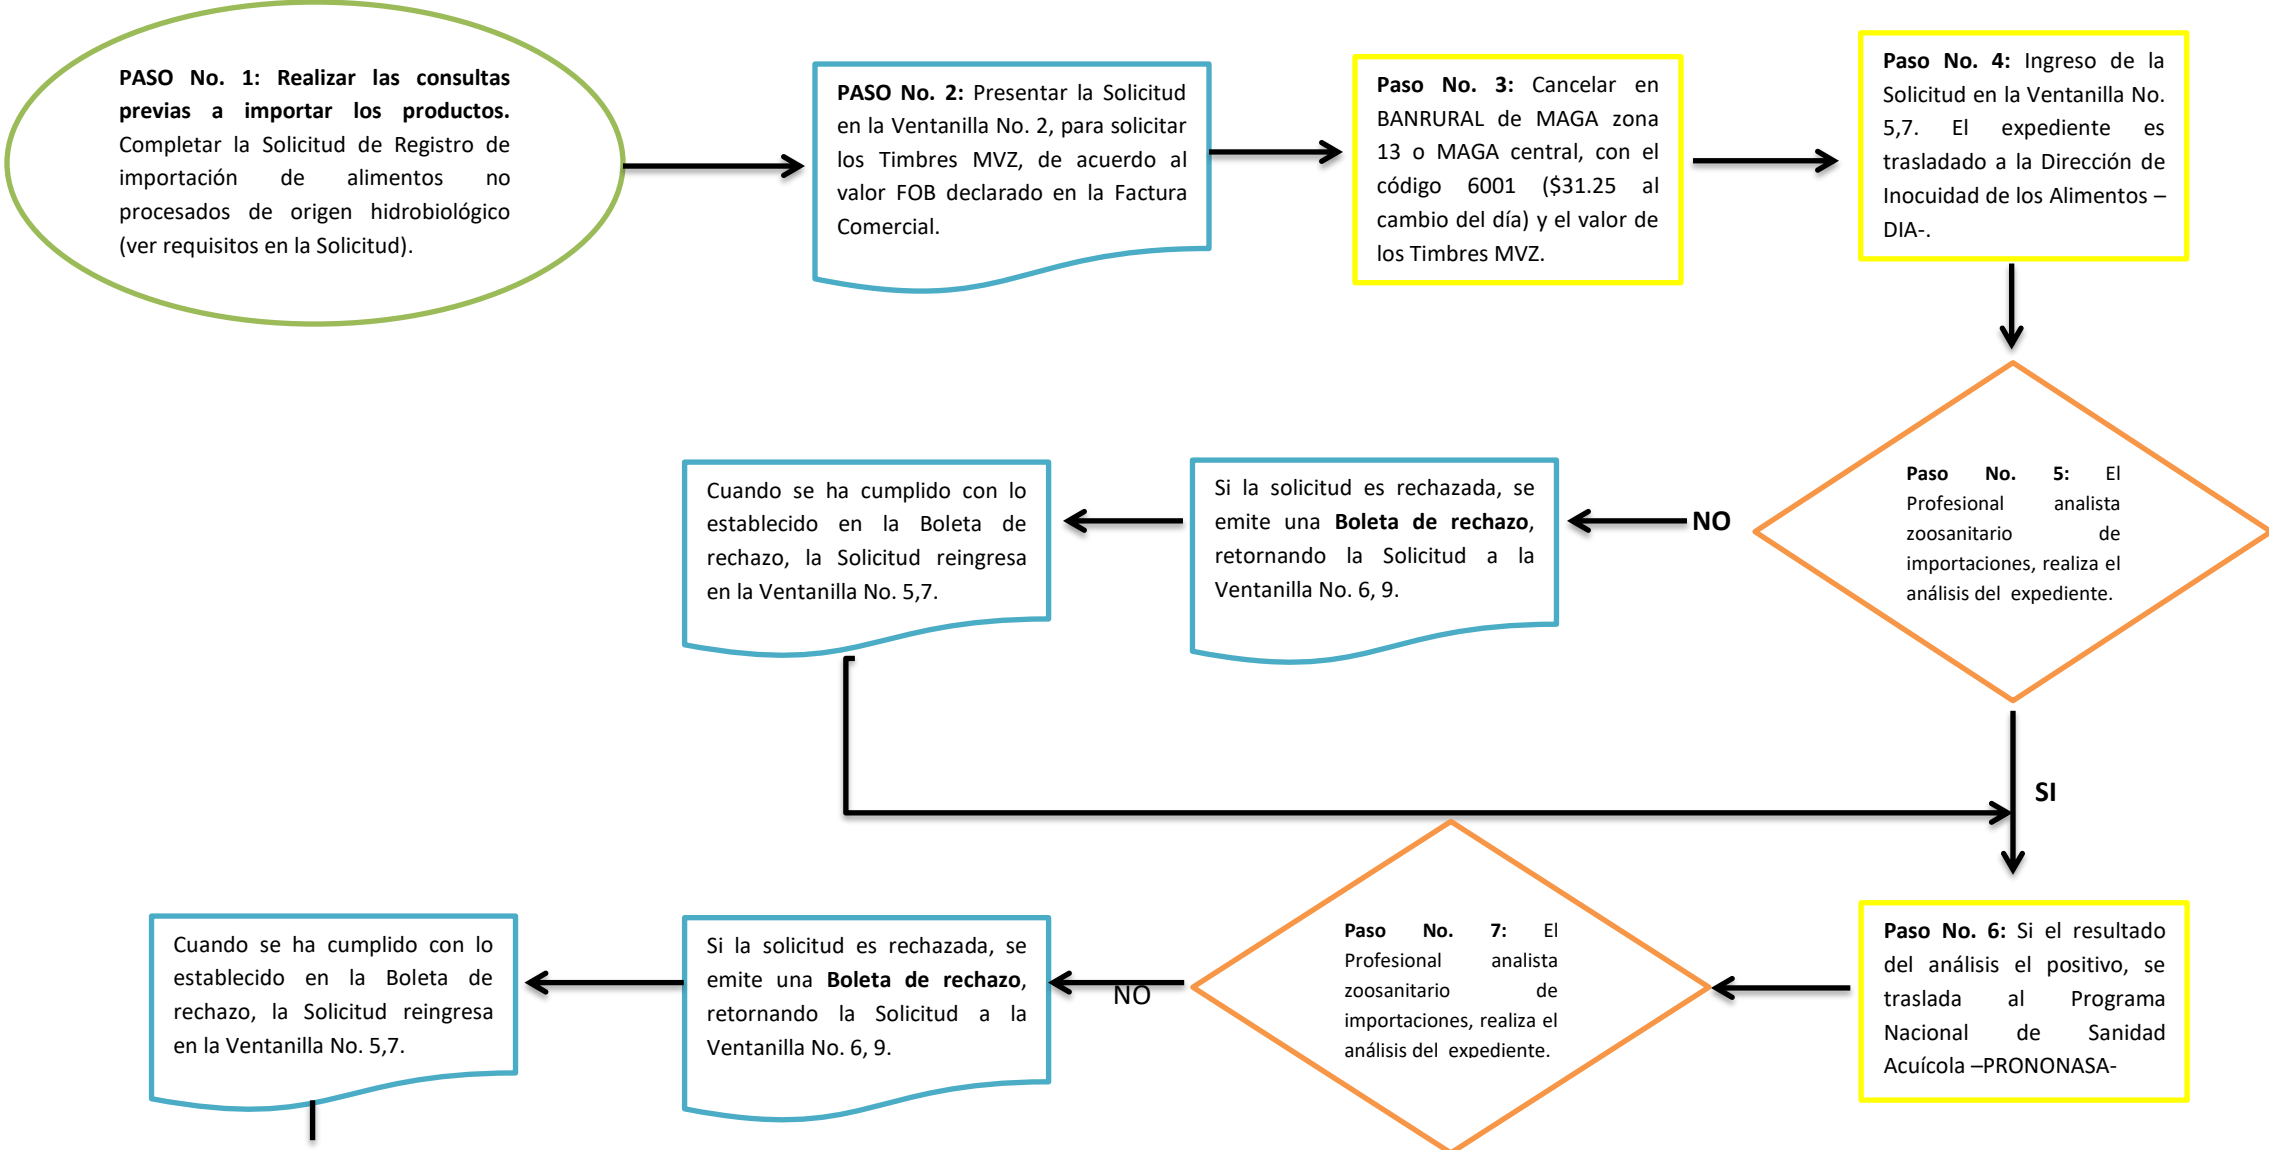 PASO No. 1: Realizar las consultas
previas a importar los productos.
Completar la Solicitud de Registro de
importación de alimentos no
procesados de origen hidrobiológico
(ver requisitos en la Solicitud).
PASO No. 2: Presentar la Solicitud
en la Ventanilla No. 2, para solicitar
los Timbres MVZ, de acuerdo al
valor FOB declarado en la Factura
Comercial.
Paso No. 3: Cancelar en
BANRURAL de MAGA zona
13 o MAGA central, con el
código 6001 ($31.25 al
cambio del día) y el valor de
los Timbres MVZ.
Paso No. 4: Ingreso de la
Solicitud en la Ventanilla No.
5,7. El expediente es
trasladado a la Dirección de
Inocuidad de los Alimentos –
DIA-.
Paso No. 5: El
Profesional analista
zoosanitario de
importaciones, realiza el
análisis del expediente.
NO
Si la solicitud es rechazada, se
emite una Boleta de rechazo,
retornando la Solicitud a la
Ventanilla No. 6, 9.
Cuando se ha cumplido con lo
establecido en la Boleta de
rechazo, la Solicitud reingresa
en la Ventanilla No. 5,7.
SI
Paso No. 6: Si el resultado
del análisis el positivo, se
traslada al Programa
Nacional de Sanidad
Acuícola –PRONONASA-
Paso No. 7: El
Profesional analista
zoosanitario de
importaciones, realiza el
análisis del expediente.
NO
Si la solicitud es rechazada, se
emite una Boleta de rechazo,
retornando la Solicitud a la
Ventanilla No. 6, 9.
Cuando se ha cumplido con lo
establecido en la Boleta de
rechazo, la Solicitud reingresa
en la Ventanilla No. 5,7.